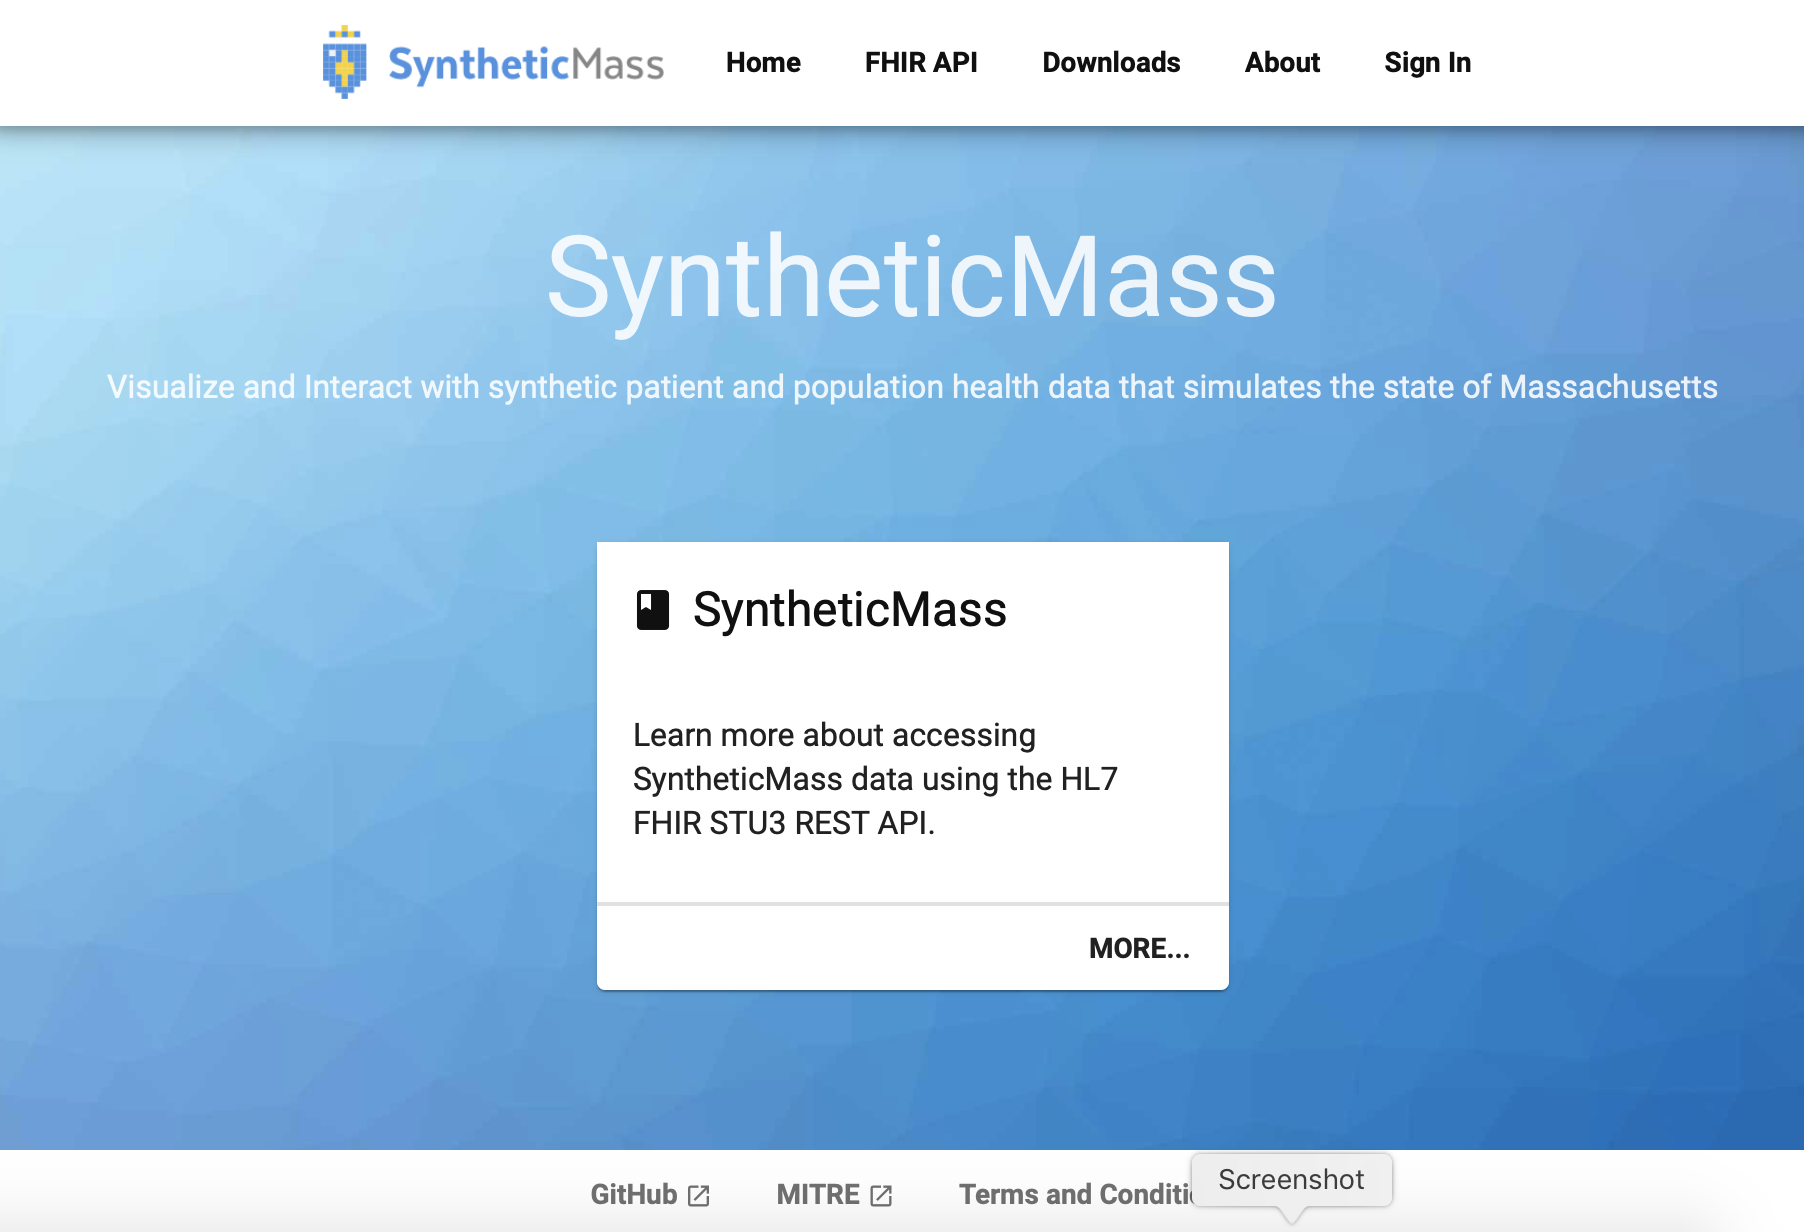 SyntheticMass Home FHIR API Downloads About Sign In
SyntheticMass
Visualize and Interact with synthetic patient and population health data that simulates the state of Massachusetts
SyntheticMass
Learn more about accessing
SyntheticMass data using the HL7
FHIR STU3 REST API.
MORE...
Screenshot
GitHub MITRE Terms and